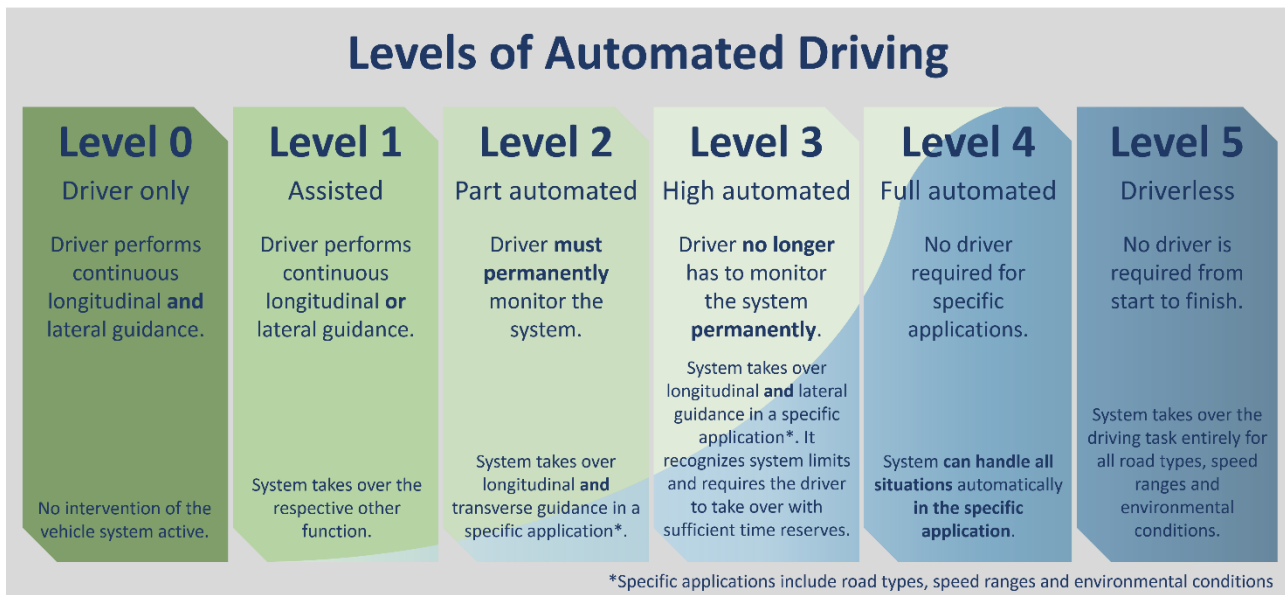 Levels of Automated Driving
Level 0
Driver only
Driver performs
continuous
longitudinal and
lateral guidance.
No intervention of the
vehicle system active.
Level 1
Assisted
Driver performs
continuous
longitudinal or
lateral guidance.
System takes over the
respective other
function.
Level 2
Part automated
Driver must
permanently
monitor the
system.
System takes over
longitudinal and
transverse guidance in a
specific application*.
Level 3
High automated
Driver no longer
has to monitor
the system
permanently.
System takes over
longitudinal and lateral
guidance in a specific
application*. It
recognizes system limits
and requires the driver
to take over with
sufficient time reserves.
Level 4
Full automated
No driver
required for
specific
applications.
System can handle all
situations automatically
in the specific
application.
Level 5
Driverless
No driver is
required from
start to finish.
System takes over the
driving task entirely for
all road types, speed
ranges and
environmental
conditions.
*Specific applications include road types, speed ranges and environmental conditions